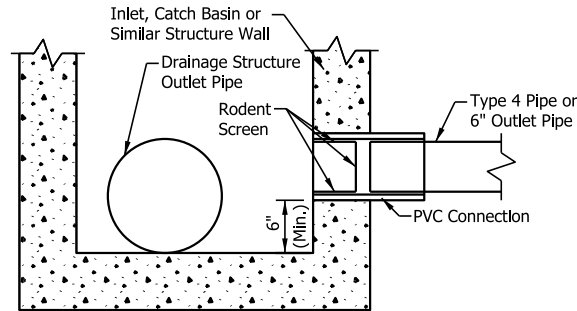 Inlet, Catch Basin or
Similar Structure Wall
Drainage Structure
Outlet Pipe
Rodent
Screen
Type 4 Pipe or
6" Outlet Pipe
6"
(Min.)
PVC Connection